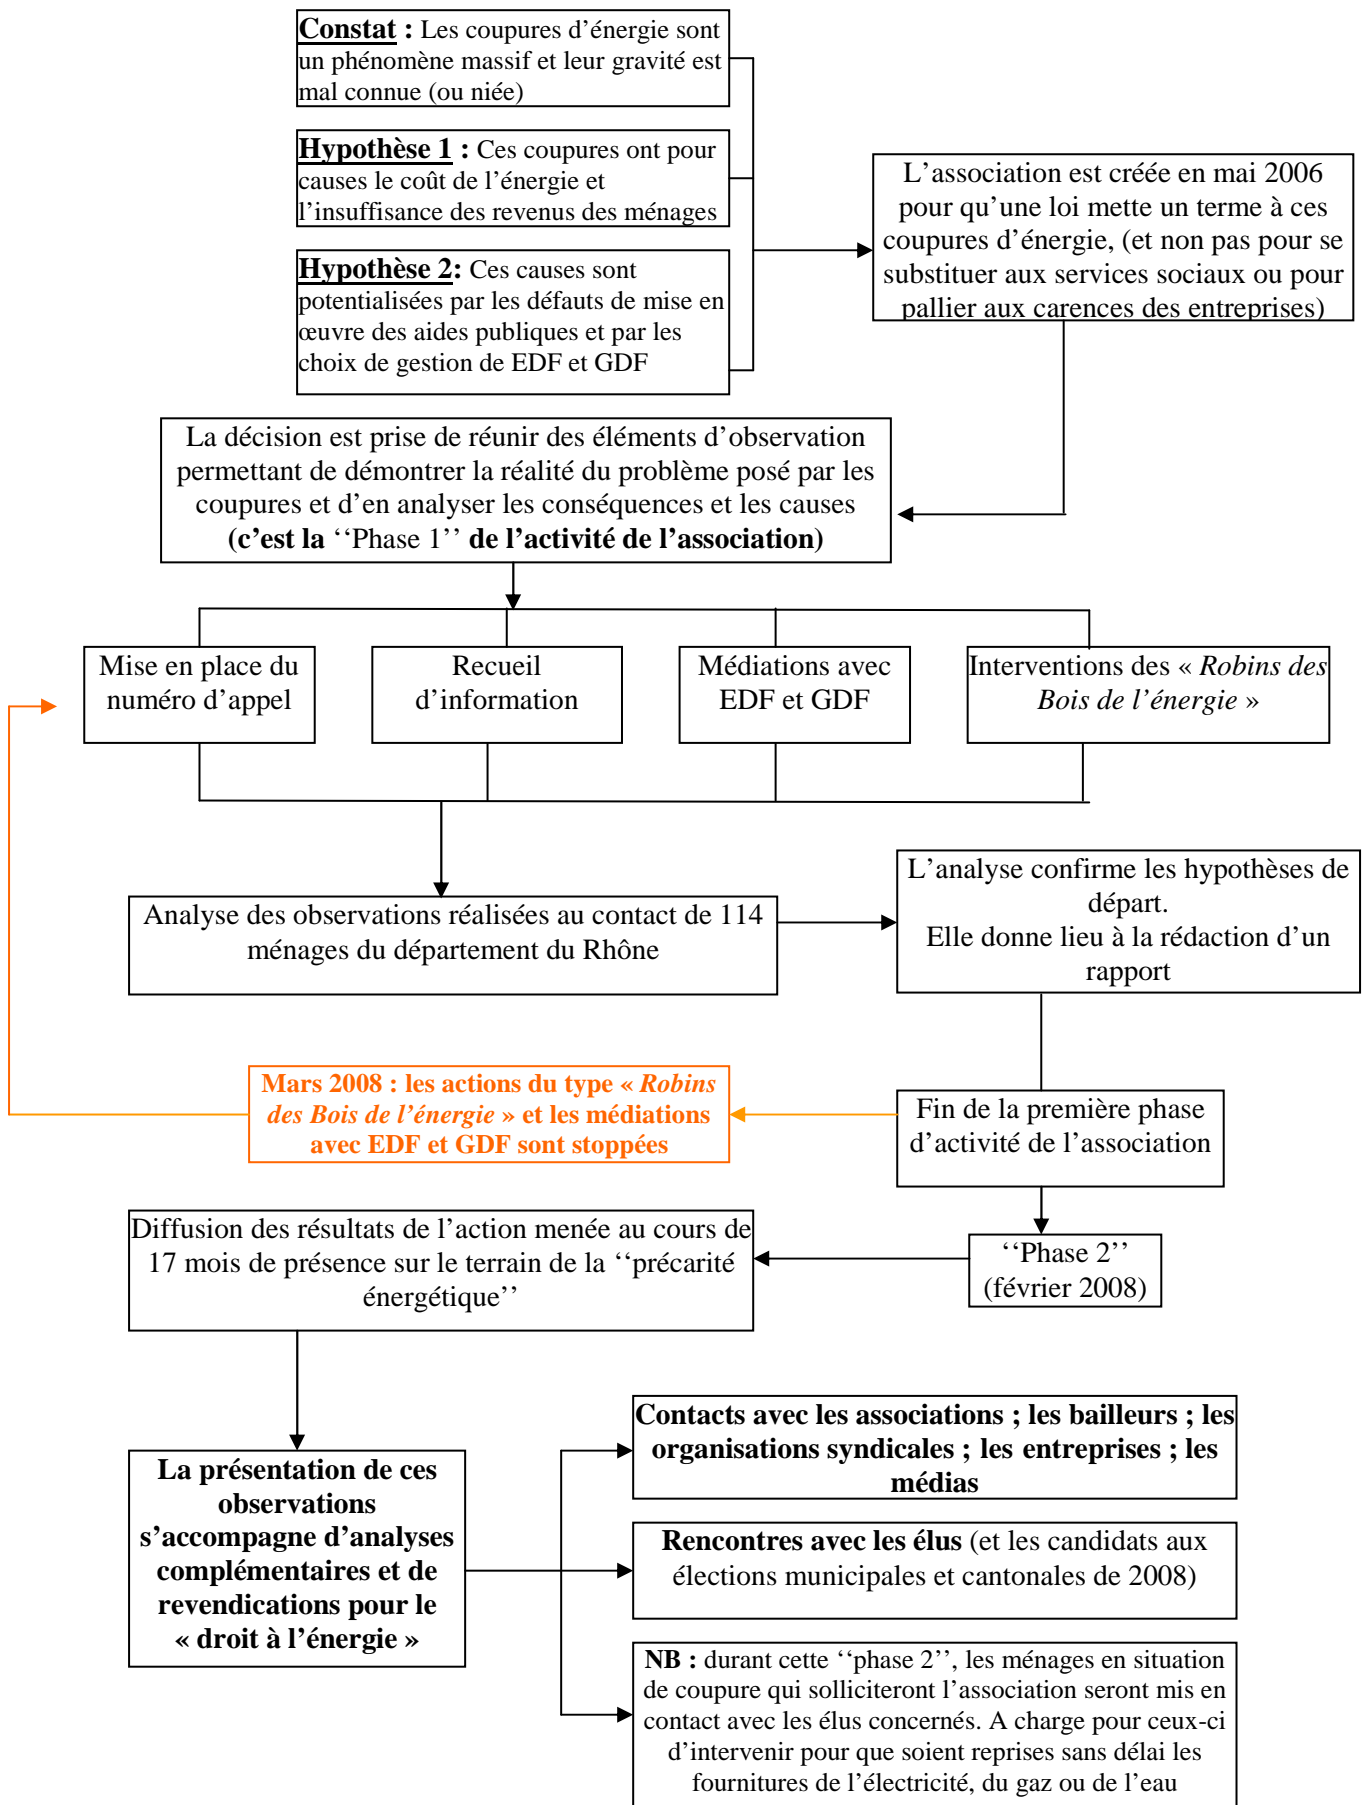 Constat : Les coupures d’énergie sont
un phénomène massif et leur gravité est
mal connue (ou niée)
Hypothèse 1 : Ces coupures ont pour
causes le coût de l’énergie et
l’insuffisance des revenus des ménages
Hypothèse 2: Ces causes sont
potentialisées par les défauts de mise en
œuvre des aides publiques et par les
choix de gestion de EDF et GDF
L’association est créée en mai 2006
pour qu’une loi mette un terme à ces
coupures d’énergie, (et non pas pour se
substituer aux services sociaux ou pour
pallier aux carences des entreprises)
La décision est prise de réunir des éléments d’observation
permettant de démontrer la réalité du problème posé par les
coupures et d’en analyser les conséquences et les causes
(c’est la ‘‘Phase 1’’ de l’activité de l’association)
Mise en place du
numéro d’appel
Recueil
d’information
Médiations avec
EDF et GDF
Interventions des « Robins des
Bois de l’énergie »
Analyse des observations réalisées au contact de 114
ménages du département du Rhône
L’analyse confirme les hypothèses de
départ.
Elle donne lieu à la rédaction d’un
rapport
Mars 2008 : les actions du type « Robins
des Bois de l’énergie » et les médiations
avec EDF et GDF sont stoppées
Fin de la première phase
d’activité de l’association
Diffusion des résultats de l’action menée au cours de
17 mois de présence sur le terrain de la ‘‘précarité
énergétique’’
‘‘Phase 2’’
(février 2008)
La présentation de ces
observations
s’accompagne d’analyses
complémentaires et de
revendications pour le
« droit à l’énergie »
Contacts avec les associations ; les bailleurs ; les
organisations syndicales ; les entreprises ; les
médias
Rencontres avec les élus (et les candidats aux
élections municipales et cantonales de 2008)
NB : durant cette ‘‘phase 2’’, les ménages en situation
de coupure qui solliciteront l’association seront mis en
contact avec les élus concernés. A charge pour ceux-ci
d’intervenir pour que soient reprises sans délai les
fournitures de l’électricité, du gaz ou de l’eau